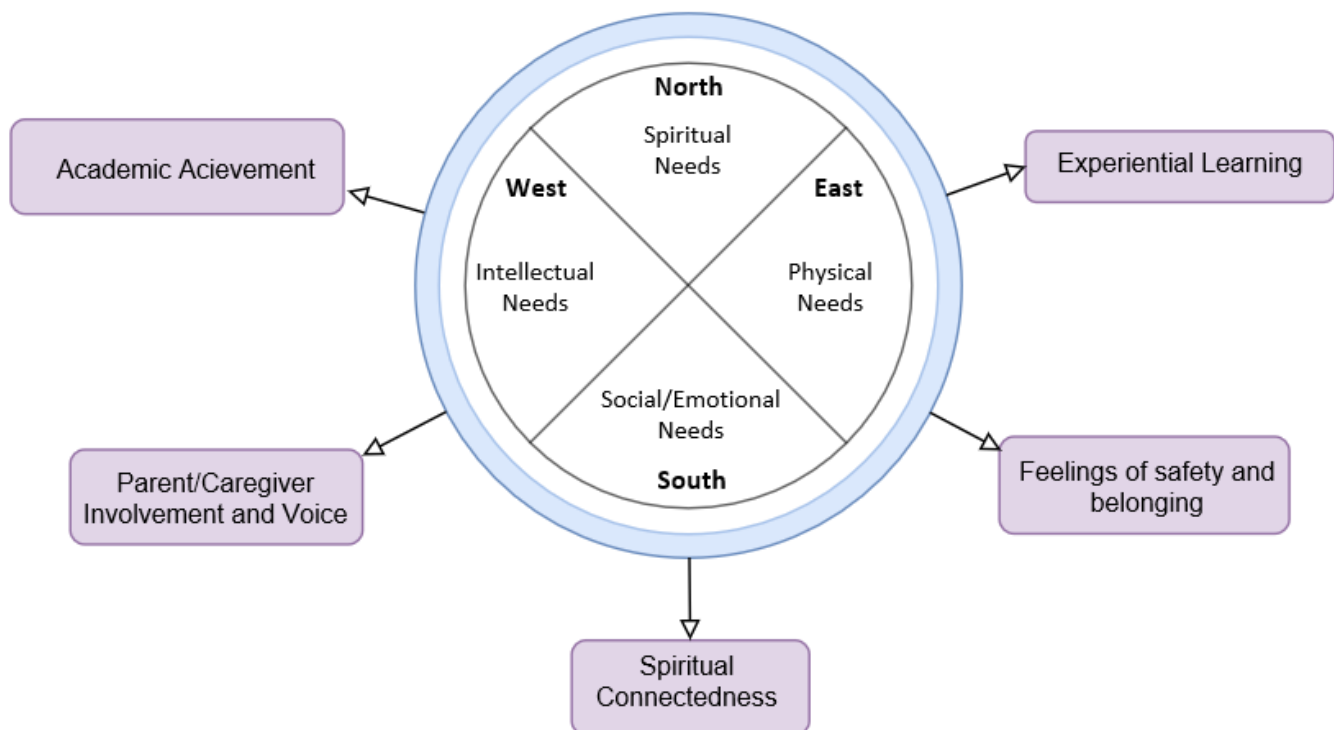 North
Spiritual
Needs
Academic Acievement
Experiential Learning
West
East
Intellectual
Needs
Physical
Needs
Social/Emotional
Needs
South
Parent/Caregiver
Involvement and Voice
Feelings of safety and
belonging
Spiritual
Connectedness